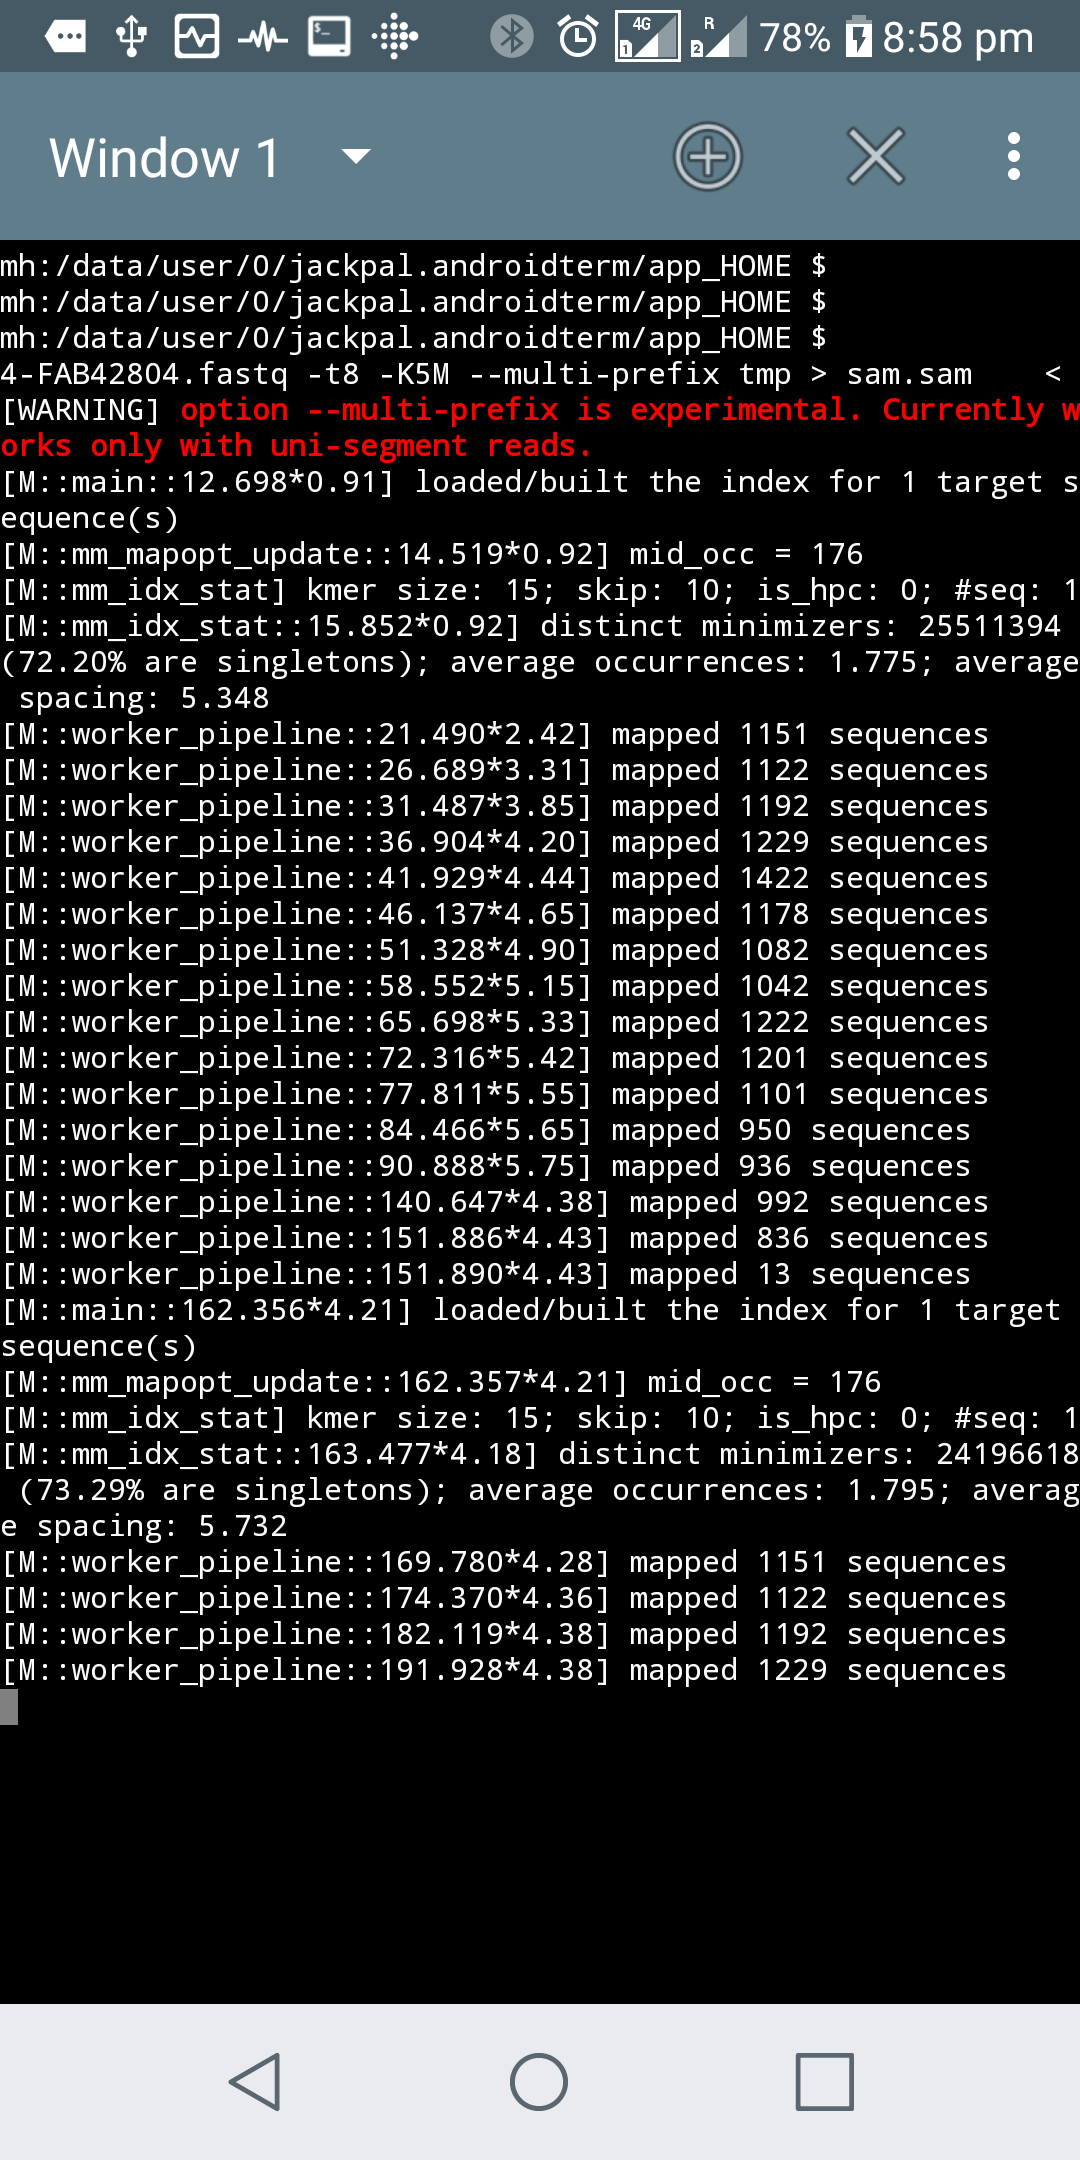 4G
1
R
2
78%
8:58 pm
Window 1
mh:/data/user/0/jackpal.androidterm/app_HOME $
mh:/data/user/0/jackpal.androidterm/app_HOME $
mh:/data/user/0/jackpal.androidterm/app_HOME $
4-FAB42804.fastq -t8 -K5M --multi-prefix tmp > sam.sam    <
[WARNING] option --multi-prefix is experimental. Currently w
orks only with uni-segment reads.
[M::main::12.698*0.91] loaded/built the index for 1 target s
equence(s)
[M::mm_mapopt_update::14.519*0.92] mid_occ = 176
[M::mm_idx_stat] kmer size: 15; skip: 10; is_hpc: 0; #seq: 1
[M::mm_idx_stat::15.852*0.92] distinct minimizers: 25511394
(72.20% are singletons); average occurrences: 1.775; average
 spacing: 5.348
[M::worker_pipeline::21.490*2.42] mapped 1151 sequences
[M::worker_pipeline::26.689*3.31] mapped 1122 sequences
[M::worker_pipeline::31.487*3.85] mapped 1192 sequences
[M::worker_pipeline::36.904*4.20] mapped 1229 sequences
[M::worker_pipeline::41.929*4.44] mapped 1422 sequences
[M::worker_pipeline::46.137*4.65] mapped 1178 sequences
[M::worker_pipeline::51.328*4.90] mapped 1082 sequences
[M::worker_pipeline::58.552*5.15] mapped 1042 sequences
[M::worker_pipeline::65.698*5.33] mapped 1222 sequences
[M::worker_pipeline::72.316*5.42] mapped 1201 sequences
[M::worker_pipeline::77.811*5.55] mapped 1101 sequences
[M::worker_pipeline::84.466*5.65] mapped 950 sequences
[M::worker_pipeline::90.888*5.75] mapped 936 sequences
[M::worker_pipeline::140.647*4.38] mapped 992 sequences
[M::worker_pipeline::151.886*4.43] mapped 836 sequences
[M::worker_pipeline::151.890*4.43] mapped 13 sequences
[M::main::162.356*4.21] loaded/built the index for 1 target
sequence(s)
[M::mm_mapopt_update::162.357*4.21] mid_occ = 176
[M::mm_idx_stat] kmer size: 15; skip: 10; is_hpc: 0; #seq: 1
[M::mm_idx_stat::163.477*4.18] distinct minimizers: 24196618
 (73.29% are singletons); average occurrences: 1.795; averag
e spacing: 5.732
[M::worker_pipeline::169.780*4.28] mapped 1151 sequences
[M::worker_pipeline::174.370*4.36] mapped 1122 sequences
[M::worker_pipeline::182.119*4.38] mapped 1192 sequences
[M::worker_pipeline::191.928*4.38] mapped 1229 sequences